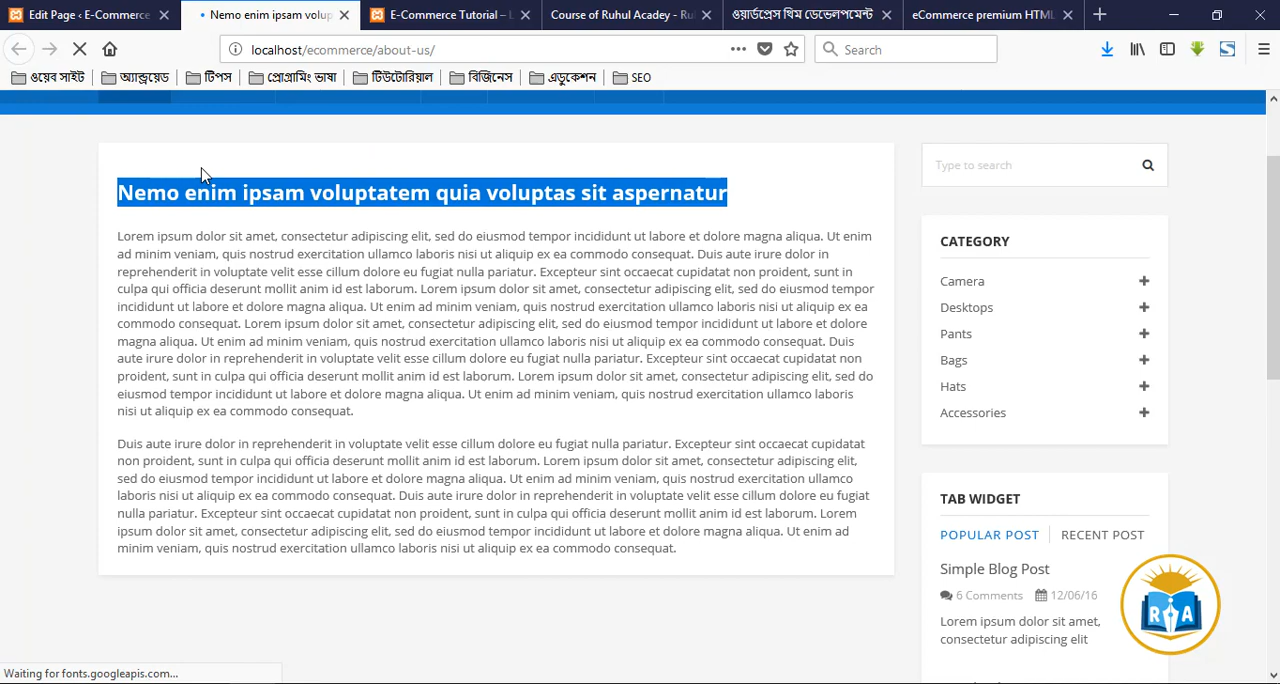 Edit Page ‹ E-Commerce
Nemo enim ipsam volup
E-Commerce Tutorial –
Course of Ruhul Acadey - Ru
ওয়ার্ডপ্রেস থিম ডেভেলপমেন্ট
eCommerce premium HTML
localhost/ecommerce/about-us/
Search
ওয়েব সাইট
অ্যান্ড্রয়েড
টিপস
প্রোগ্রামিং ভাষা
টিউটোরিয়াল
বিজিনেস
এডুকেশন
SEO
Nemo enim ipsam voluptatem quia voluptas sit aspernatur
Lorem ipsum dolor sit amet, consectetur adipiscing elit, sed do eiusmod tempor incididunt ut labore et dolore magna aliqua. Ut enim
ad minim veniam, quis nostrud exercitation ullamco laboris nisi ut aliquip ex ea commodo consequat. Duis aute irure dolor in
reprehenderit in voluptate velit esse cillum dolore eu fugiat nulla pariatur. Excepteur sint occaecat cupidatat non proident, sunt in
culpa qui officia deserunt mollit anim id est laborum. Lorem ipsum dolor sit amet, consectetur adipiscing elit, sed do eiusmod tempor
incididunt ut labore et dolore magna aliqua. Ut enim ad minim veniam, quis nostrud exercitation ullamco laboris nisi ut aliquip ex ea
commodo consequat. Lorem ipsum dolor sit amet, consectetur adipiscing elit, sed do eiusmod tempor incididunt ut labore et dolore
magna aliqua. Ut enim ad minim veniam, quis nostrud exercitation ullamco laboris nisi ut aliquip ex ea commodo consequat. Duis
aute irure dolor in reprehenderit in voluptate velit esse cillum dolore eu fugiat nulla pariatur. Excepteur sint occaecat cupidatat non
proident, sunt in culpa qui officia deserunt mollit anim id est laborum. Lorem ipsum dolor sit amet, consectetur adipiscing elit, sed do
eiusmod tempor incididunt ut labore et dolore magna aliqua. Ut enim ad minim veniam, quis nostrud exercitation ullamco laboris
nisi ut aliquip ex ea commodo consequat.
Duis aute irure dolor in reprehenderit in voluptate velit esse cillum dolore eu fugiat nulla pariatur. Excepteur sint occaecat cupidatat
non proident, sunt in culpa qui officia deserunt mollit anim id est laborum. Lorem ipsum dolor sit amet, consectetur adipiscing elit,
sed do eiusmod tempor incididunt ut labore et dolore magna aliqua. Ut enim ad minim veniam, quis nostrud exercitation ullamco
laboris nisi ut aliquip ex ea commodo consequat. Duis aute irure dolor in reprehenderit in voluptate velit esse cillum dolore eu fugiat
nulla pariatur. Excepteur sint occaecat cupidatat non proident, sunt in culpa qui officia deserunt mollit anim id est laborum. Lorem
ipsum dolor sit amet, consectetur adipiscing elit, sed do eiusmod tempor incididunt ut labore et dolore magna aliqua. Ut enim ad
minim veniam, quis nostrud exercitation ullamco laboris nisi ut aliquip ex ea commodo consequat.
Type to search
CATEGORY
Camera
Desktops
Pants
Bags
Hats
Accessories
TAB WIDGET
POPULAR POST
RECENT POST
Simple Blog Post
6 Comments 12/06/16
Lorem ipsum dolor sit amet,
consectetur adipiscing elit
R A
Waiting for fonts.googleapis.com...